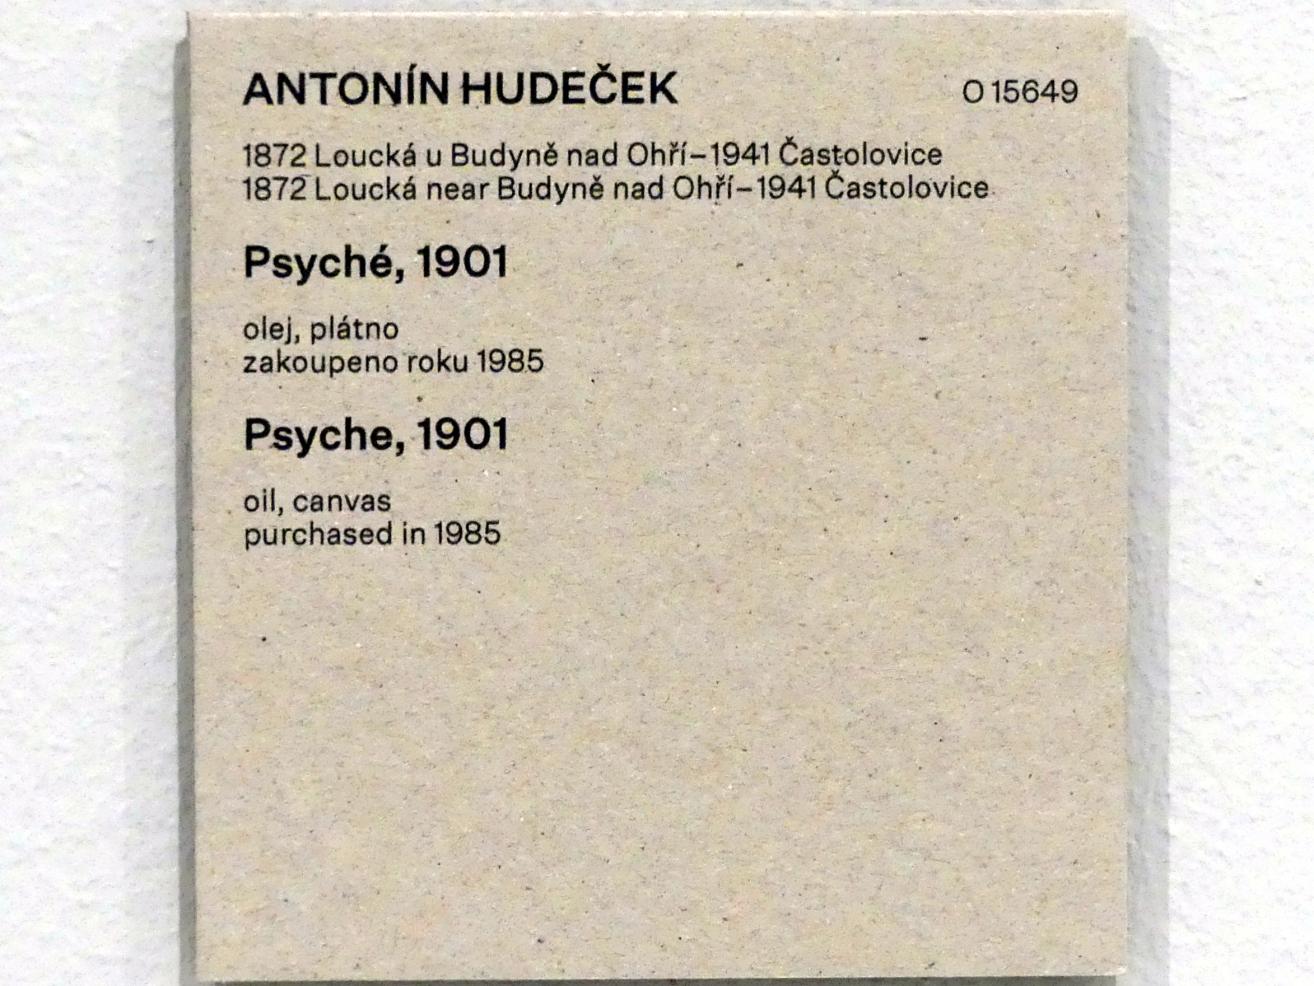 ANTONÍN HUDEČEK O 15649
1872 Loucká u Budyně nad Ohří–1941 Častolovice
1872 Loucká near Budyně nad Ohří–1941 Častolovice
Psyché, 1901
olej, plátno
zakoupeno roku 1985
Psyche, 1901
oil, canvas
purchased in 1985